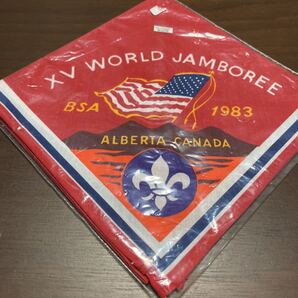 XV WORLD JAMBOREE
BSA 1983
ALBERTA CANADA